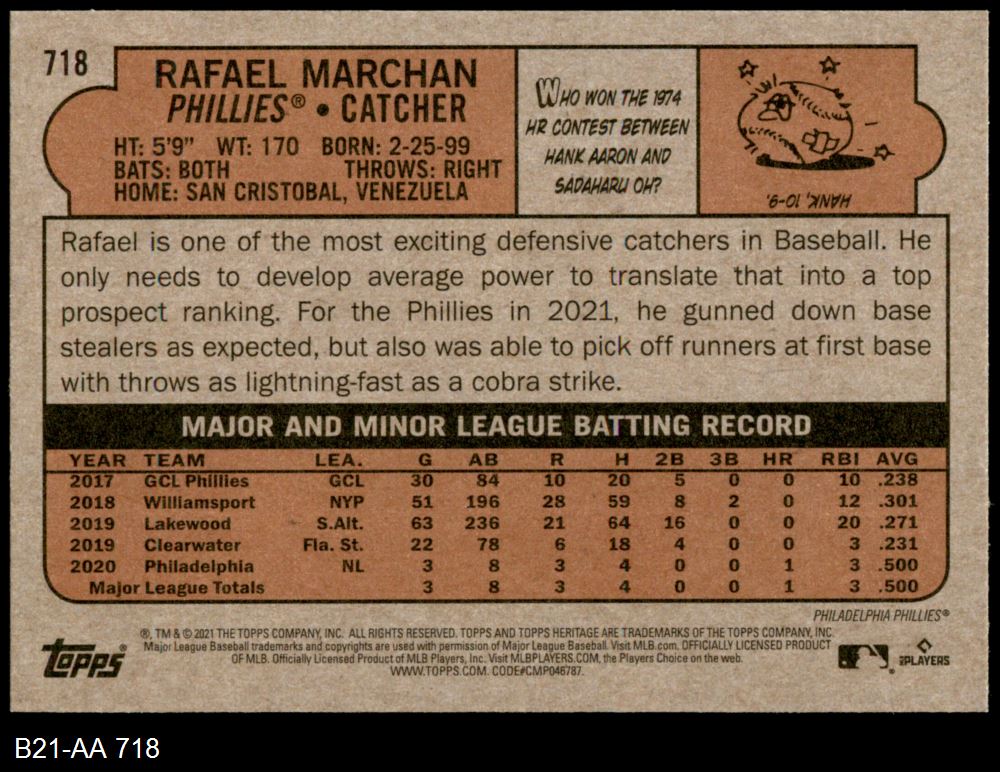 718
RAFAEL MARCHAN
PHILLIES® • CATCHER
HT: 5'9" WT: 170 BORN: 2-25-99
BATS: BOTH THROWS: RIGHT
HOME: SAN CRISTOBAL, VENEZUELA
WHO WON THE 1974
HR CONTEST BETWEEN
HANK AARON AND
SADAHARU OH?
HANK, 10-9.
Rafael is one of the most exciting defensive catchers in Baseball. He
only needs to develop average power to translate that into a top
prospect ranking. For the Phillies in 2021, he gunned down base
stealers as expected, but also was able to pick off runners at first base
with throws as lightning-fast as a cobra strike.
MAJOR AND MINOR LEAGUE BATTING RECORD
YEAR TEAM LEA. G AB R H 2B 3B HR RBI AVG
2017 GCL Phillies GCL 30 84 10 20 5 0 0 10 .238
2018 Williamsport NYP 51 196 28 59 8 2 0 12 .301
2019 Lakewood S.Alt. 63 236 21 64 16 0 0 20 .271
2019 Clearwater Fla. St. 22 78 6 18 4 0 0 3 .231
2020 Philadelphia NL 3 8 3 4 0 0 1 3 .500
Major League Totals 3 8 3 4 0 0 1 3 .500
PHILADELPHIA PHILLIES®
®, TM & © 2021 THE TOPPS COMPANY, INC. ALL RIGHTS RESERVED. TOPPS AND TOPPS HERITAGE ARE TRADEMARKS OF THE TOPPS COMPANY, INC.
Major League Baseball trademarks and copyrights are used with permission of Major League Baseball. Visit MLB.com. OFFICIALLY LICENSED PRODUCT
OF MLB. Officially Licensed Product of MLB Players, Inc. Visit MLBPLAYERS.COM, the Players Choice on the web.
WWW.TOPPS.COM. CODE#CMP046787.
topps®
MLB PLAYERS
B21-AA 718